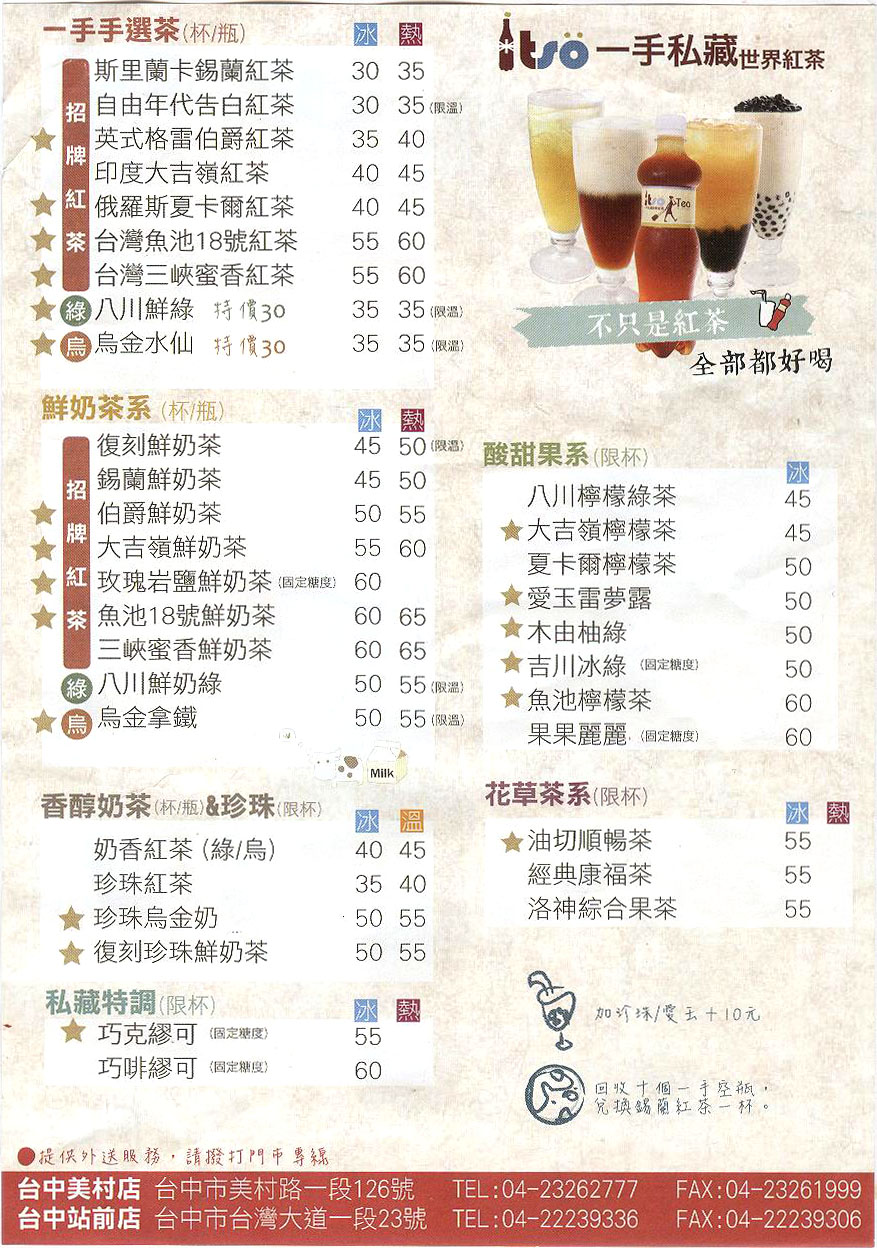 一手手選茶(杯/瓶) 冰 熱
招牌紅茶
斯里蘭卡錫蘭紅茶 30 35
自由年代告白紅茶 30 35(限溫)
英式格雷伯爵紅茶 35 40
印度大吉嶺紅茶 40 45
俄羅斯夏卡爾紅茶 40 45
台灣魚池18號紅茶 55 60
台灣三峽蜜香紅茶 55 60
綠 八川鮮綠 特價30 35 35(限溫)
烏 烏金水仙 特價30 35 35(限溫)
鮮奶茶系(杯/瓶) 冰 熱
招牌紅茶
復刻鮮奶茶 45 50(限溫)
錫蘭鮮奶茶 45 50
伯爵鮮奶茶 50 55
大吉嶺鮮奶茶 55 60
玫瑰岩鹽鮮奶茶(固定糖度) 60
魚池18號鮮奶茶 60 65
三峽蜜香鮮奶茶 60 65
綠 八川鮮奶綠 50 55(限溫)
烏 烏金拿鐵 50 55(限溫)
Milk
香醇奶茶(杯/瓶)&珍珠(限杯) 冰 溫
奶香紅茶(綠/烏) 40 45
珍珠紅茶 35 40
珍珠烏金奶 50 55
復刻珍珠鮮奶茶 50 55
私藏特調(限杯) 冰 熱
巧克繆可(固定糖度) 55
巧啡繆可(固定糖度) 60
itsö 一手私藏世界紅茶
itsö Tea
不只是紅茶
全部都好喝
酸甜果系(限杯) 冰
八川檸檬綠茶 45
大吉嶺檸檬茶 45
夏卡爾檸檬茶 50
愛玉雷夢露 50
木由柚綠 50
吉川冰綠(固定糖度) 50
魚池檸檬茶 60
果果麗麗(固定糖度) 60
花草茶系(限杯) 冰 熱
油切順暢茶 55
經典康福茶 55
洛神綜合果茶 55
加珍珠/愛玉+10元
回收十個一手空瓶,
兌換錫蘭紅茶一杯。
●提供外送服務,請撥打門市專線
台中美村店 台中市美村路一段126號 TEL:04-23262777 FAX:04-23261999
台中站前店 台中市台灣大道一段23號 TEL:04-22239336 FAX:04-22239306